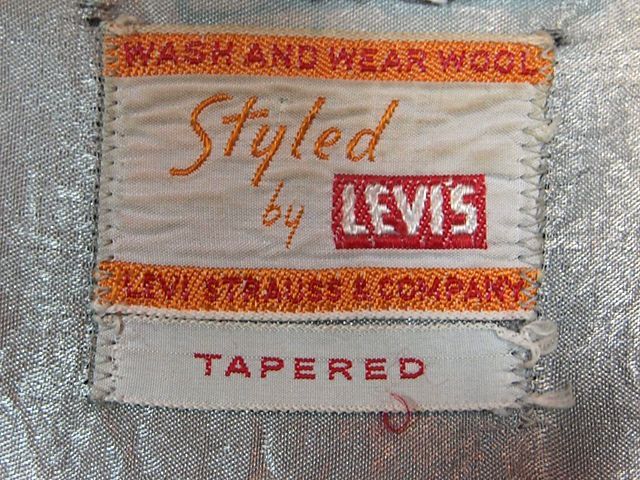 WASH AND WEAR WOOL
Styled
by LEVI'S
LEVI STRAUSS & COMPANY
TAPERED